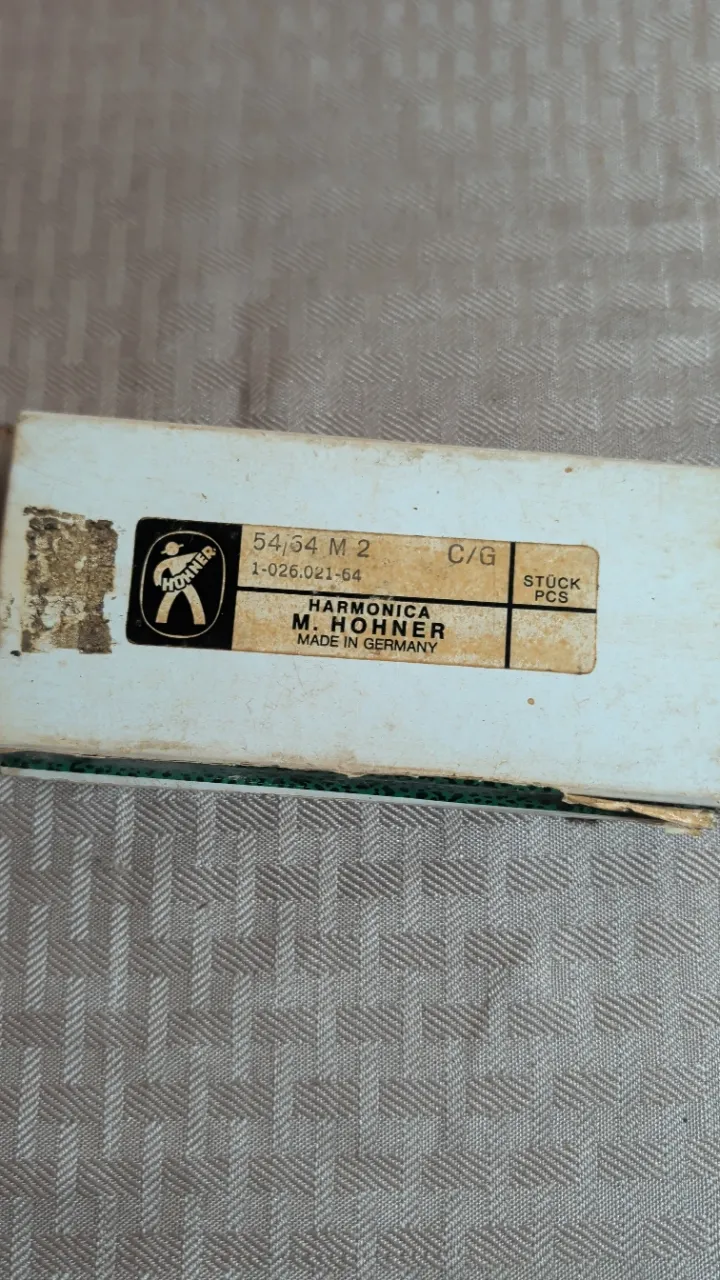 HOHNER
54/64 M 2 C/G
1-026.021-64
HARMONICA
M. HOHNER
MADE IN GERMANY
STÜCK
PCS